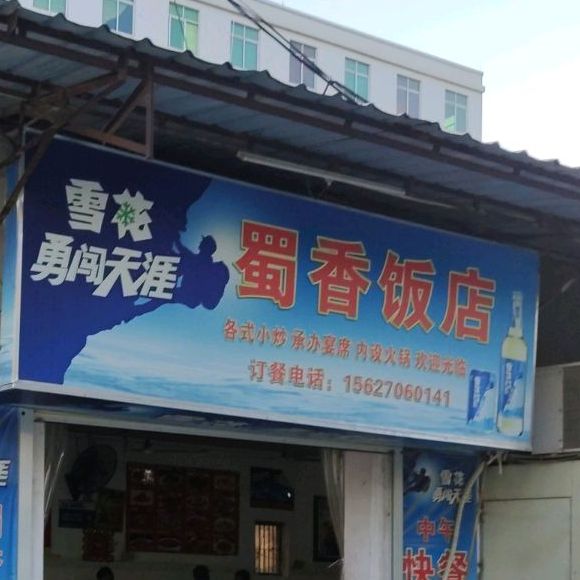 雪花
勇闯天涯
蜀香饭店
各式小炒 承办宴席 内设火锅 欢迎光临
订餐电话：15627060141
雪花
勇闯天涯
中午
快餐